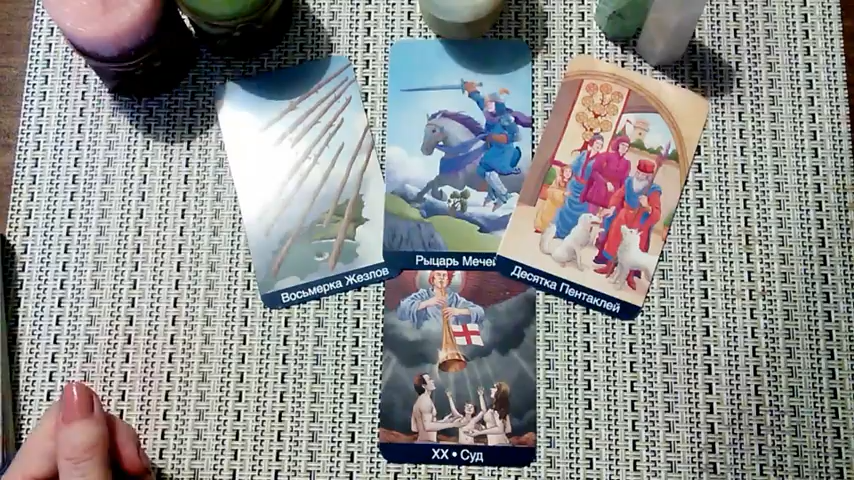 Восьмерка Жезлов
Рыцарь Мечей
Десятка Пентаклей
XX • Суд